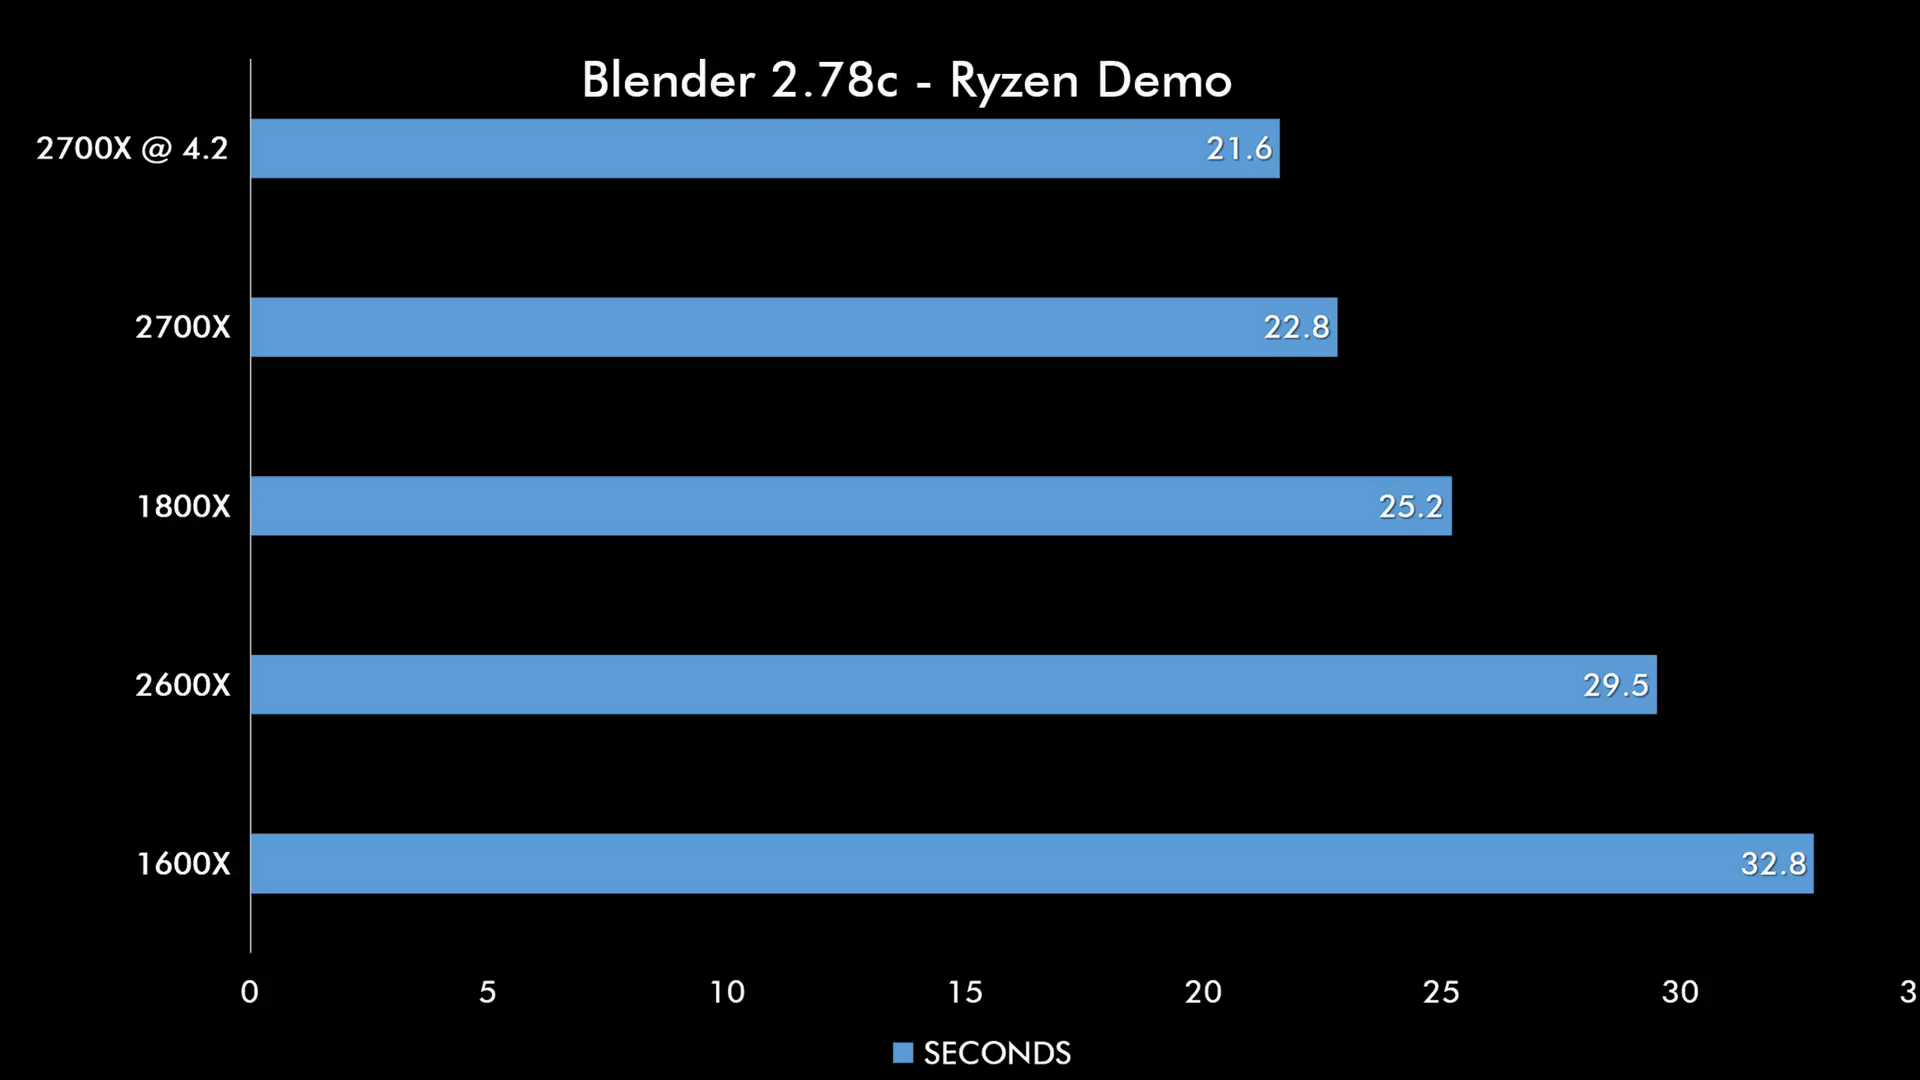 Blender 2.78c - Ryzen Demo
2700X @ 4.2 21.6
2700X 22.8
1800X 25.2
2600X 29.5
1600X 32.8
0 5 10 15 20 25 30 3
SECONDS